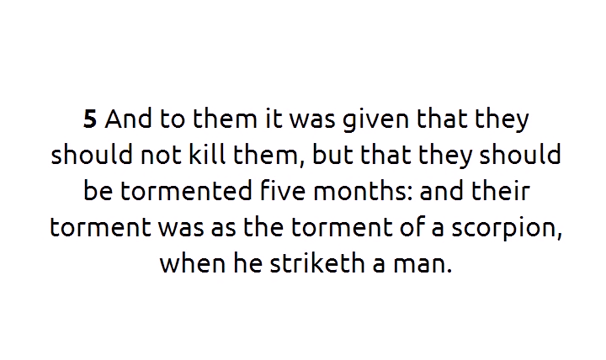 5 And to them it was given that they
should not kill them, but that they should
be tormented five months: and their
torment was as the torment of a scorpion,
when he striketh a man.